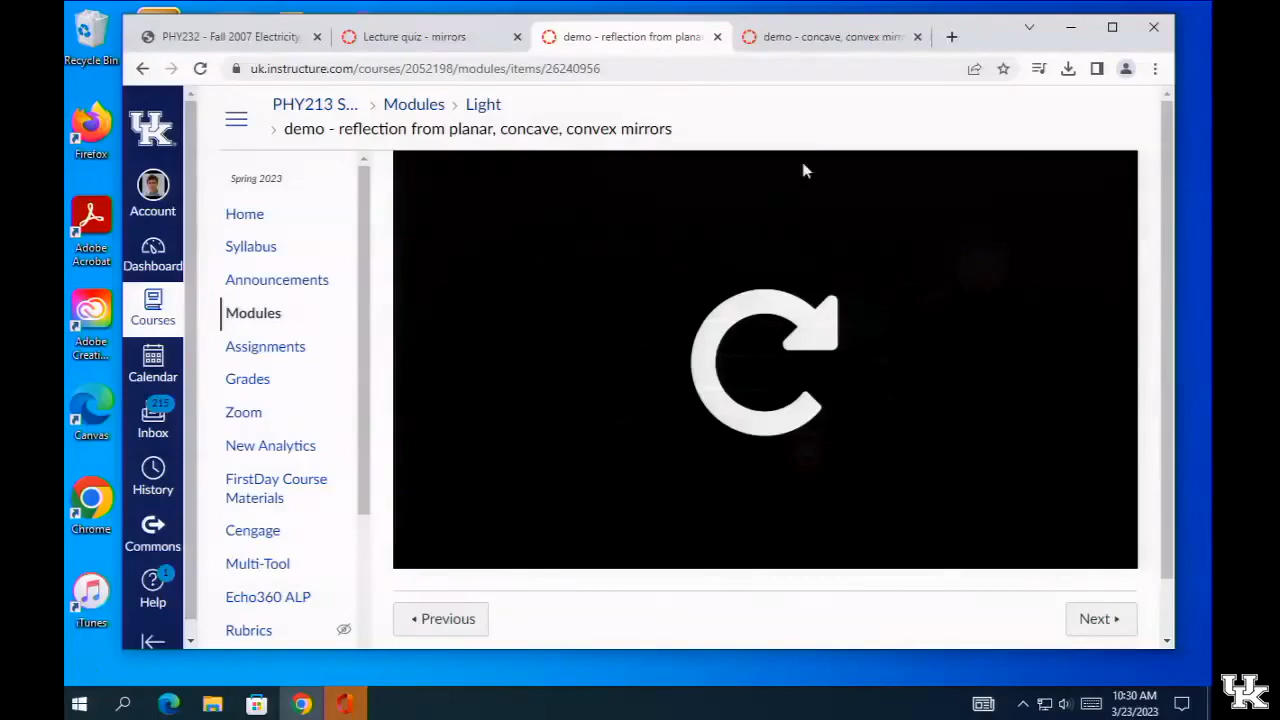 Recycle Bin
Firefox
Adobe
Acrobat
Adobe
Creati...
Canvas
Chrome
iTunes
PHY232 - Fall 2007 Electricity,
Lecture quiz - mirrors
demo - reflection from plana
demo - concave, convex mirr
uk.instructure.com/courses/2052198/modules/items/26240956
UK
Account
Dashboard
Courses
Calendar
215
Inbox
History
Commons
1
Help
PHY213 S... › Modules › Light
› demo - reflection from planar, concave, convex mirrors
Spring 2023
Home
Syllabus
Announcements
Modules
Assignments
Grades
Zoom
New Analytics
FirstDay Course
Materials
Cengage
Multi-Tool
Echo360 ALP
Rubrics
Previous
Next
10:30 AM
3/23/2023
UK